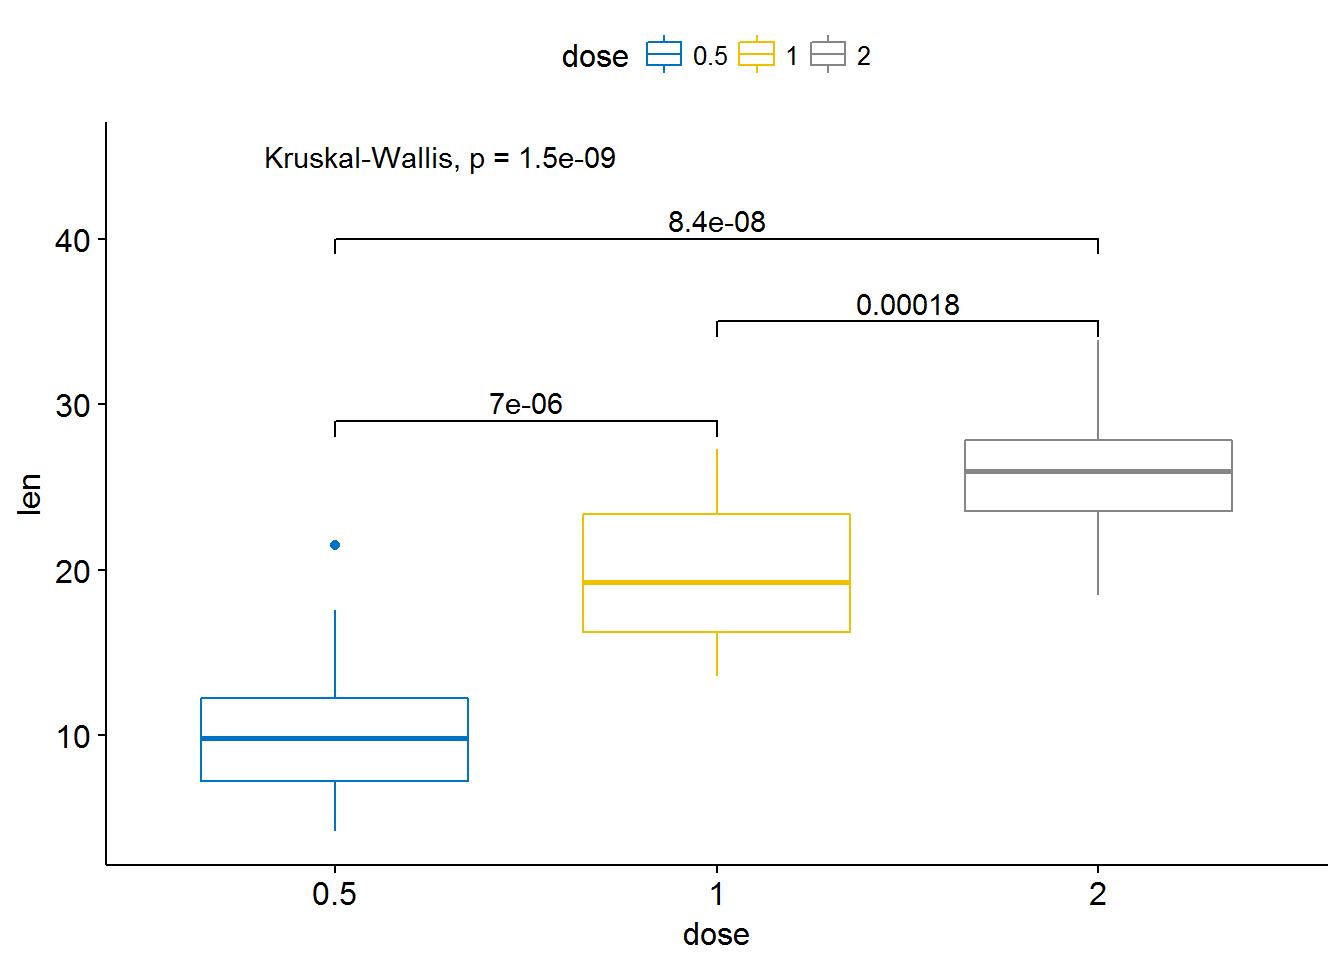 dose 0.5 1 2
Kruskal-Wallis, p = 1.5e-09
8.4e-08
40
0.00018
30
7e-06
len
20
10
0.5 1 2
dose